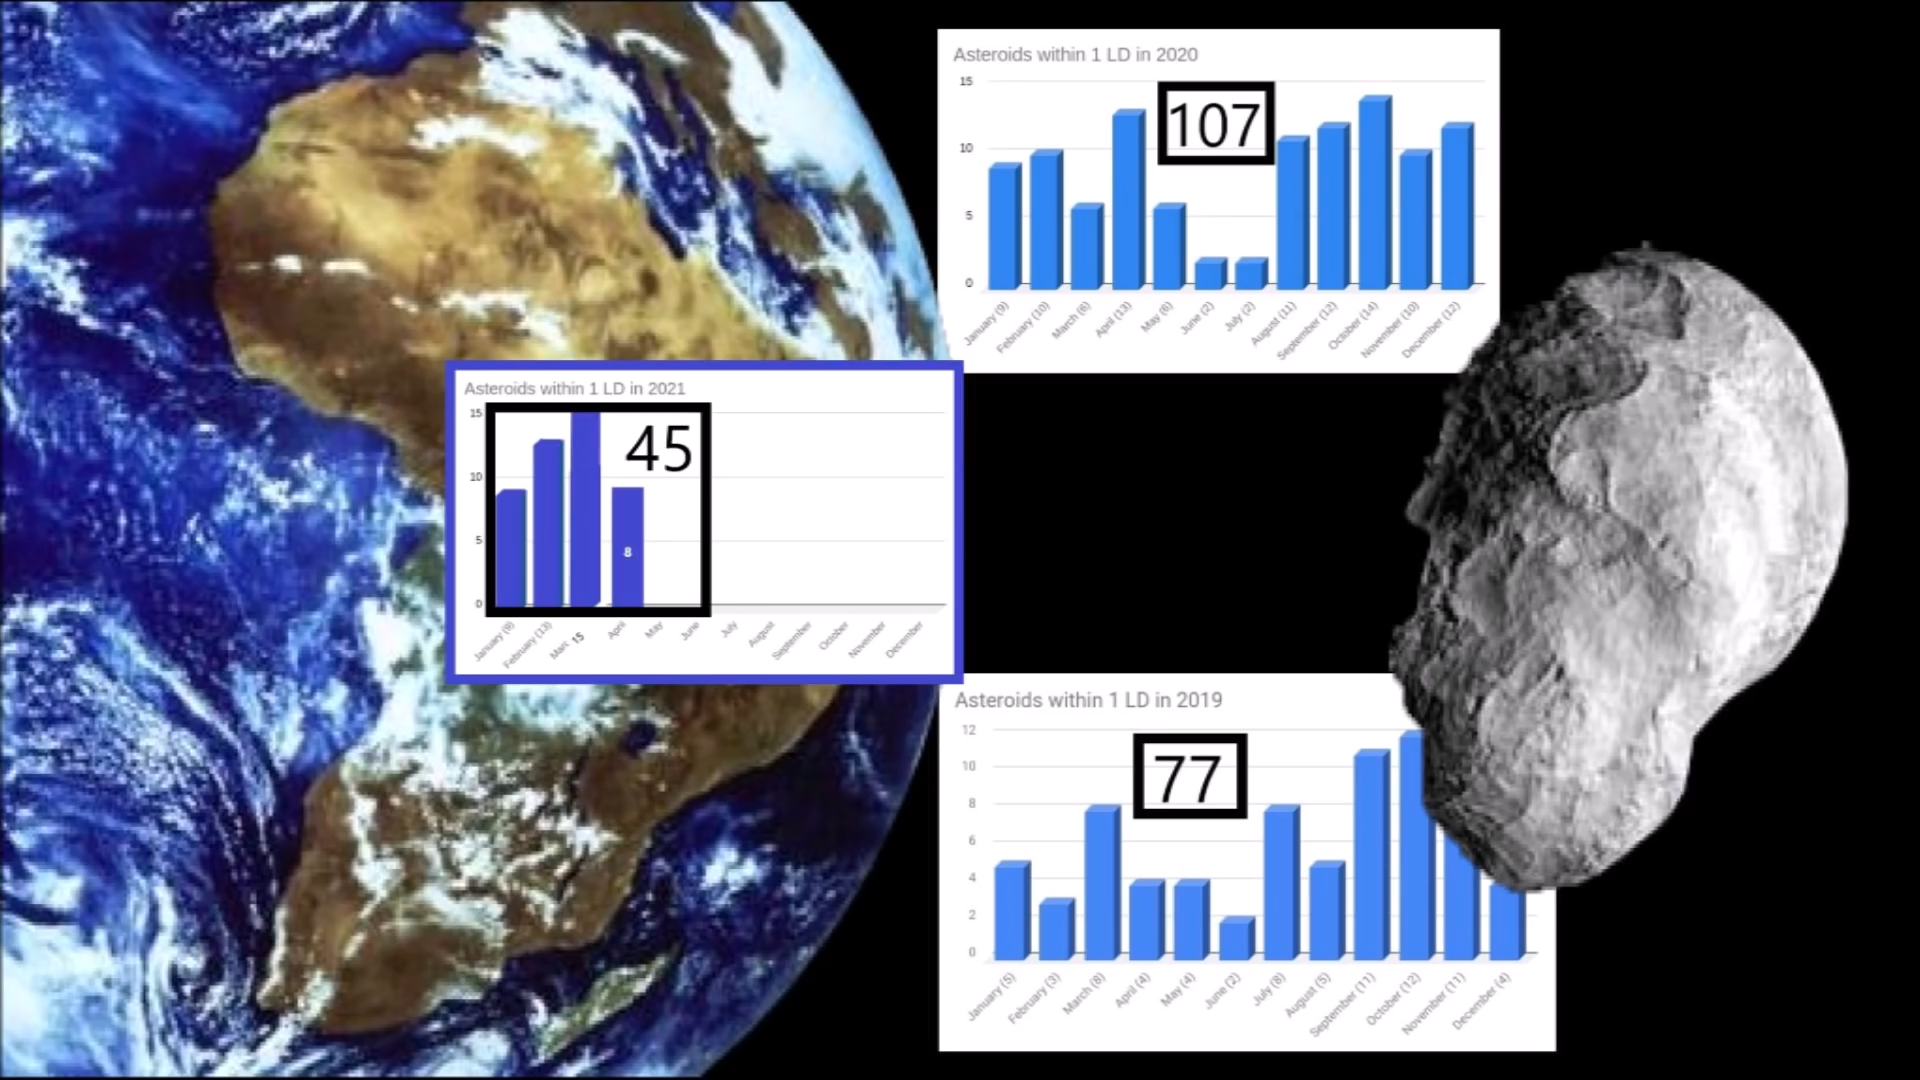 Asteroids within 1 LD in 2020
15
10
5
0
107
January (9)
February (10)
March (6)
April (13)
May (6)
June (2)
July (2)
August (11)
September (12)
October (14)
November (10)
December (12)
Asteroids within 1 LD in 2021
15
10
5
0
45
8
January (9)
February (13)
15
April
May
June
July
August
September
October
November
December
Asteroids within 1 LD in 2019
12
10
8
6
4
2
0
77
January (5)
February (3)
March (8)
April (4)
May (4)
June (2)
July (8)
August (5)
September (11)
October (12)
November (11)
December (4)